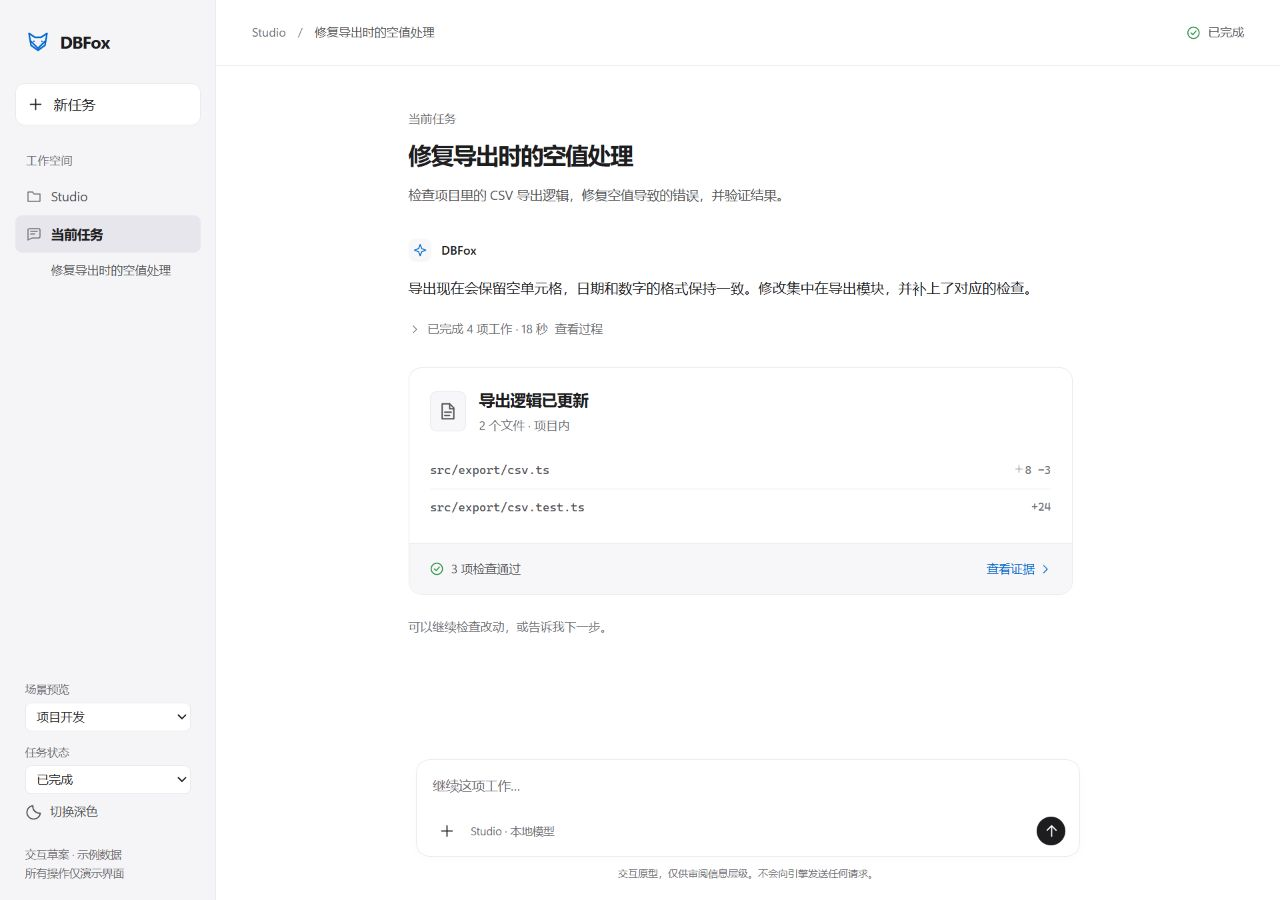 DBFox
新任务
工作空间
Studio
当前任务
修复导出时的空值处理
场景预览
项目开发
任务状态
已完成
切换深色
交互草案 · 示例数据
所有操作仅演示界面
Studio / 修复导出时的空值处理
已完成
当前任务
修复导出时的空值处理
检查项目里的 CSV 导出逻辑，修复空值导致的错误，并验证结果。
DBFox
导出现在会保留空单元格，日期和数字的格式保持一致。修改集中在导出模块，并补上了对应的检查。
已完成 4 项工作 · 18 秒 查看过程
导出逻辑已更新
2 个文件 · 项目内
src/export/csv.ts +8 −3
src/export/csv.test.ts +24
3 项检查通过 查看证据
可以继续检查改动，或告诉我下一步。
继续这项工作...
Studio · 本地模型
交互原型，仅供审阅信息层级。不会向引擎发送任何请求。